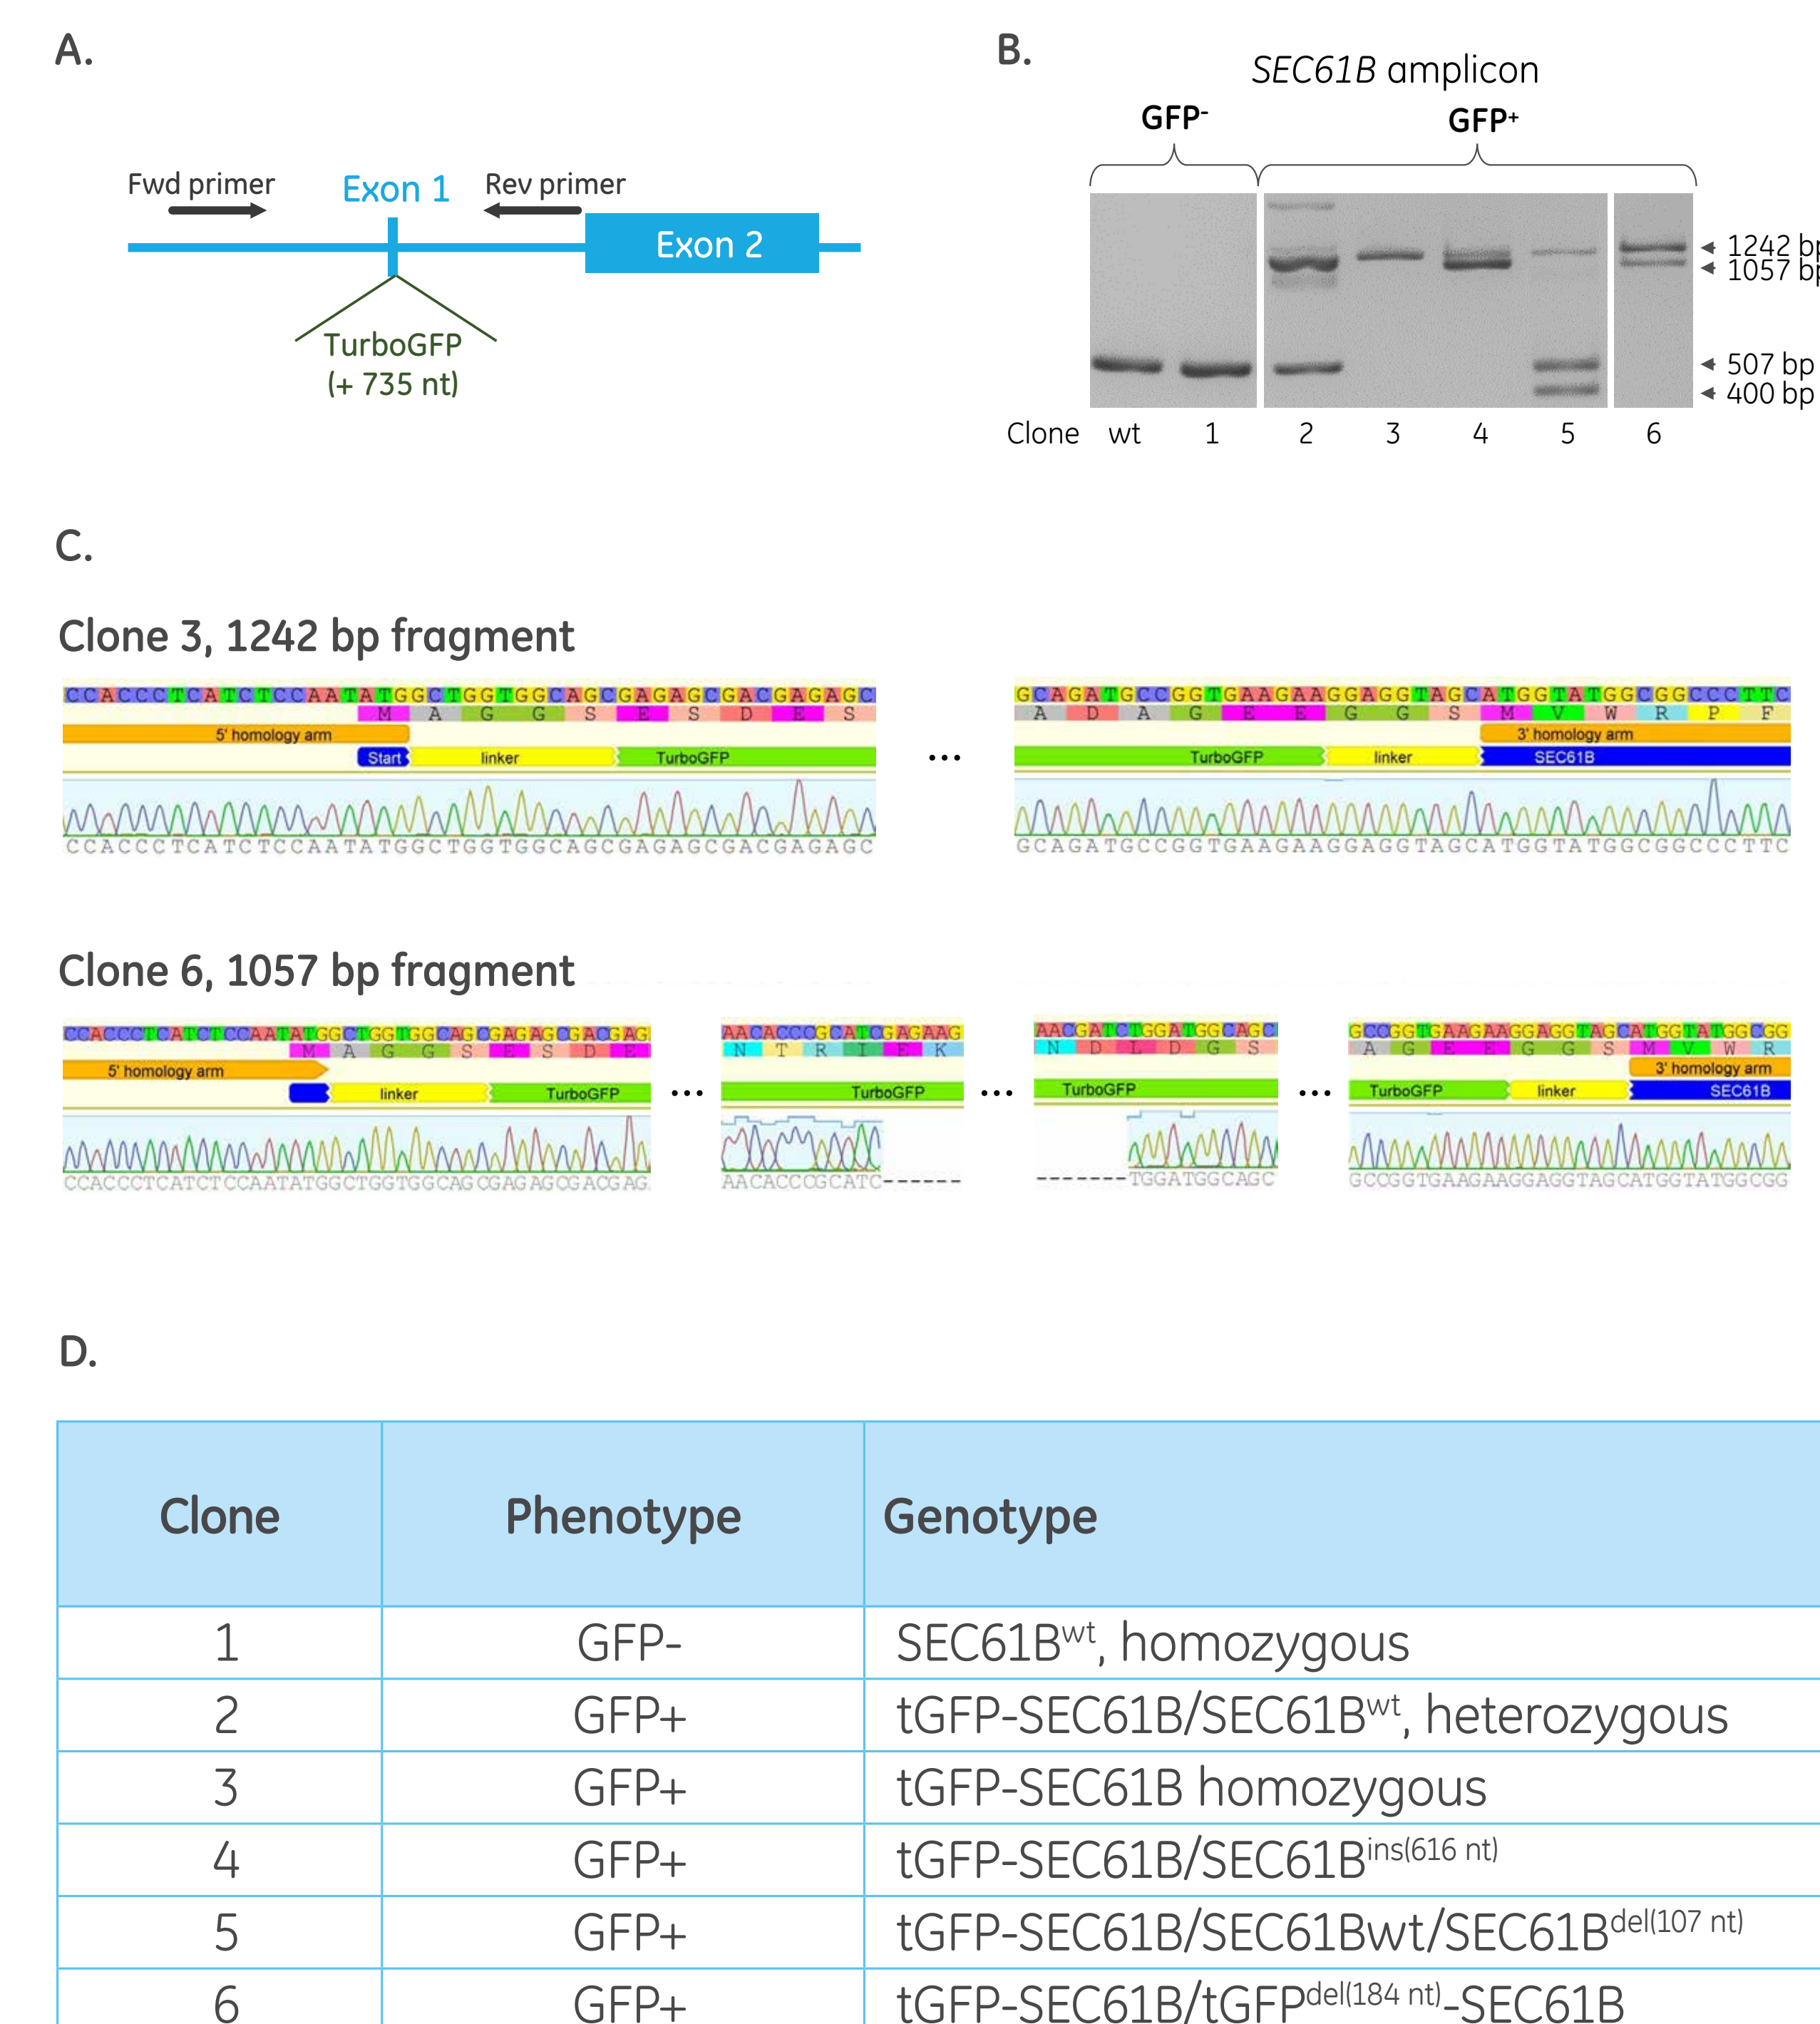 A.
Fwd primer
Exon 1
Rev primer
Exon 2
TurboGFP
(+ 735 nt)
B.
SEC61B amplicon
GFP-
GFP+
1242 bp
1057 bp
507 bp
400 bp
Clone wt 1 2 3 4 5 6
C.
Clone 3, 1242 bp fragment
CCACCCTCATCTCCAATATGGCTGGTGGCAGCGAGAGCGACGAGAGC
M A G G S E S D E S
5' homology arm
Start linker TurboGFP
CCACCCTCATCTCCAATATGGCTGGTGGCAGCGAGAGCGACGAGAGC
...
GCAGATGCCGGTGAAGAAGGAGGTAGCATGGTATGGCGGCCCTTC
A D A G E E G G S M V W R P F
3' homology arm
TurboGFP linker SEC61B
GCAGATGCCGGTGAAGAAGGAGGTAGCATGGTATGGCGGCCCTTC
Clone 6, 1057 bp fragment
CCACCCTCATCTCCAATATGGCTGGTGGCAGCGAGAGCGACGAG
M A G G S E S D E
5' homology arm
linker TurboGFP
CCACCCTCATCTCCAATATGGCTGGTGGCAGCGAGAGCGACGAG
...
AACACCCGCATCGAGAAG
N T R I E K
TurboGFP
AACACCCGCATC------
...
AACGATCTGGATGGCAGC
N D L D G S
TurboGFP
-------TGGATGGCAGC
...
GCCGGTGAAGAAGGAGGTAGCATGGTATGGCGG
A G E E G G S M V W R
3' homology arm
TurboGFP linker SEC61B
GCCGGTGAAGAAGGAGGTAGCATGGTATGGCGG
D.
Clone Phenotype Genotype
1 GFP- SEC61Bwt, homozygous
2 GFP+ tGFP-SEC61B/SEC61Bwt, heterozygous
3 GFP+ tGFP-SEC61B homozygous
4 GFP+ tGFP-SEC61B/SEC61Bins(616 nt)
5 GFP+ tGFP-SEC61B/SEC61Bwt/SEC61Bdel(107 nt)
6 GFP+ tGFP-SEC61B/tGFPdel(184 nt)-SEC61B